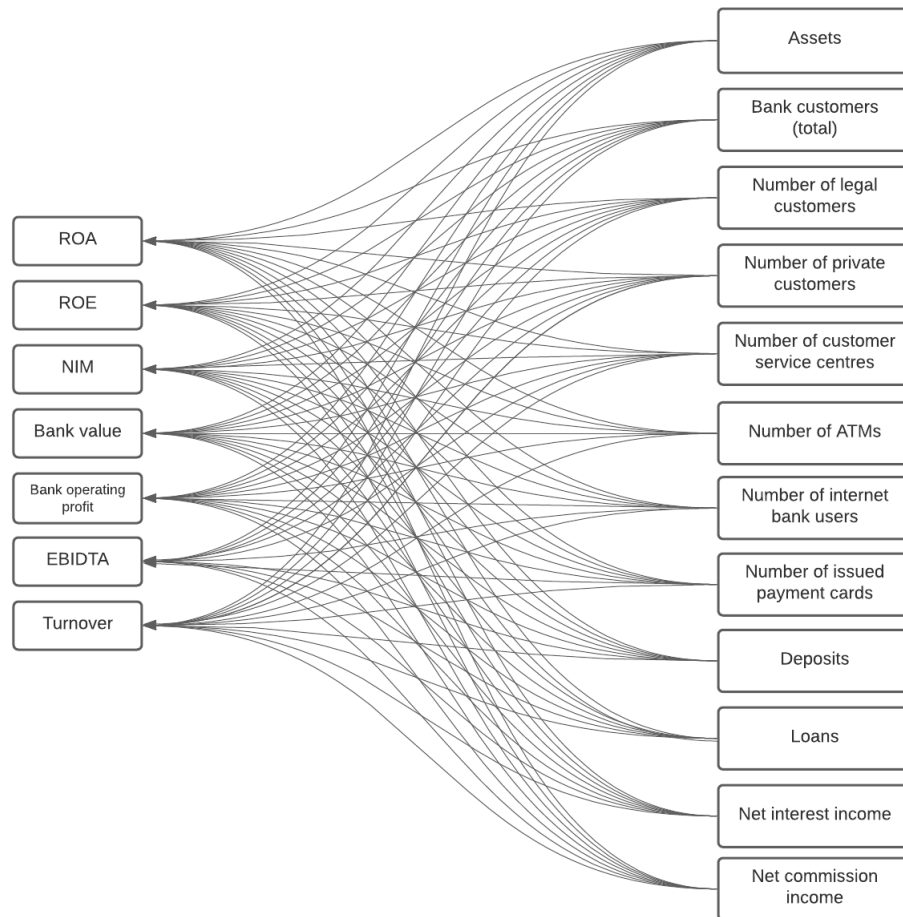 ROA
ROE
NIM
Bank value
Bank operating
profit
EBIDTA
Turnover
Assets
Bank customers
(total)
Number of legal
customers
Number of private
customers
Number of customer
service centres
Number of ATMs
Number of internet
bank users
Number of issued
payment cards
Deposits
Loans
Net interest income
Net commission
income